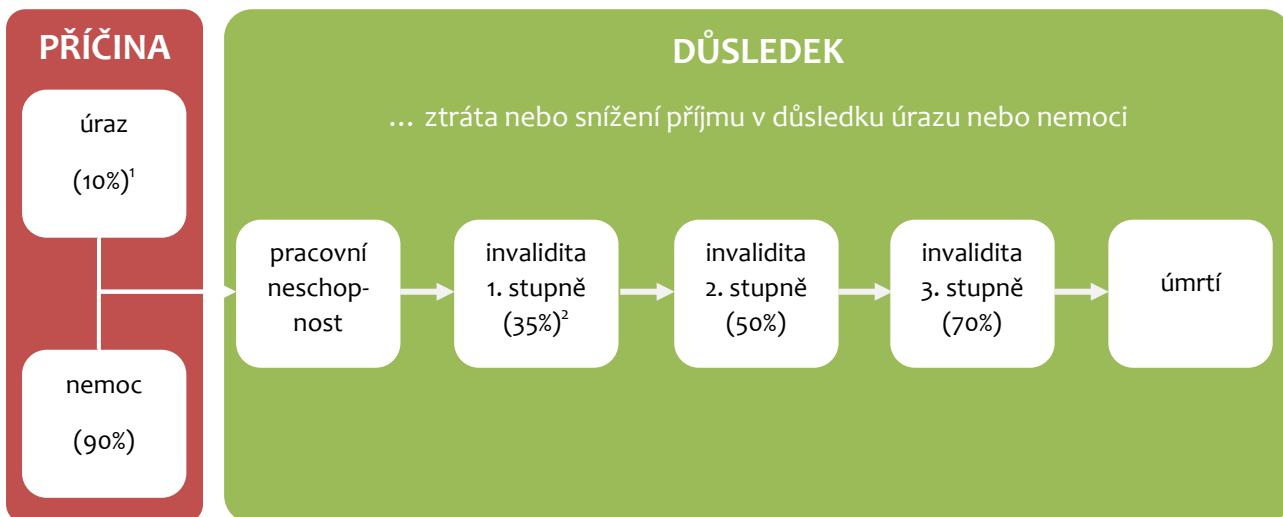 PŘÍČINA
úraz
(10%)¹
nemoc
(90%)
DŮSLEDEK
... ztráta nebo snížení příjmu v důsledku úrazu nebo nemoci
pracovní
neschop-
nost
invalidita
1. stupně
(35%)²
invalidita
2. stupně
(50%)
invalidita
3. stupně
(70%)
úmrtí